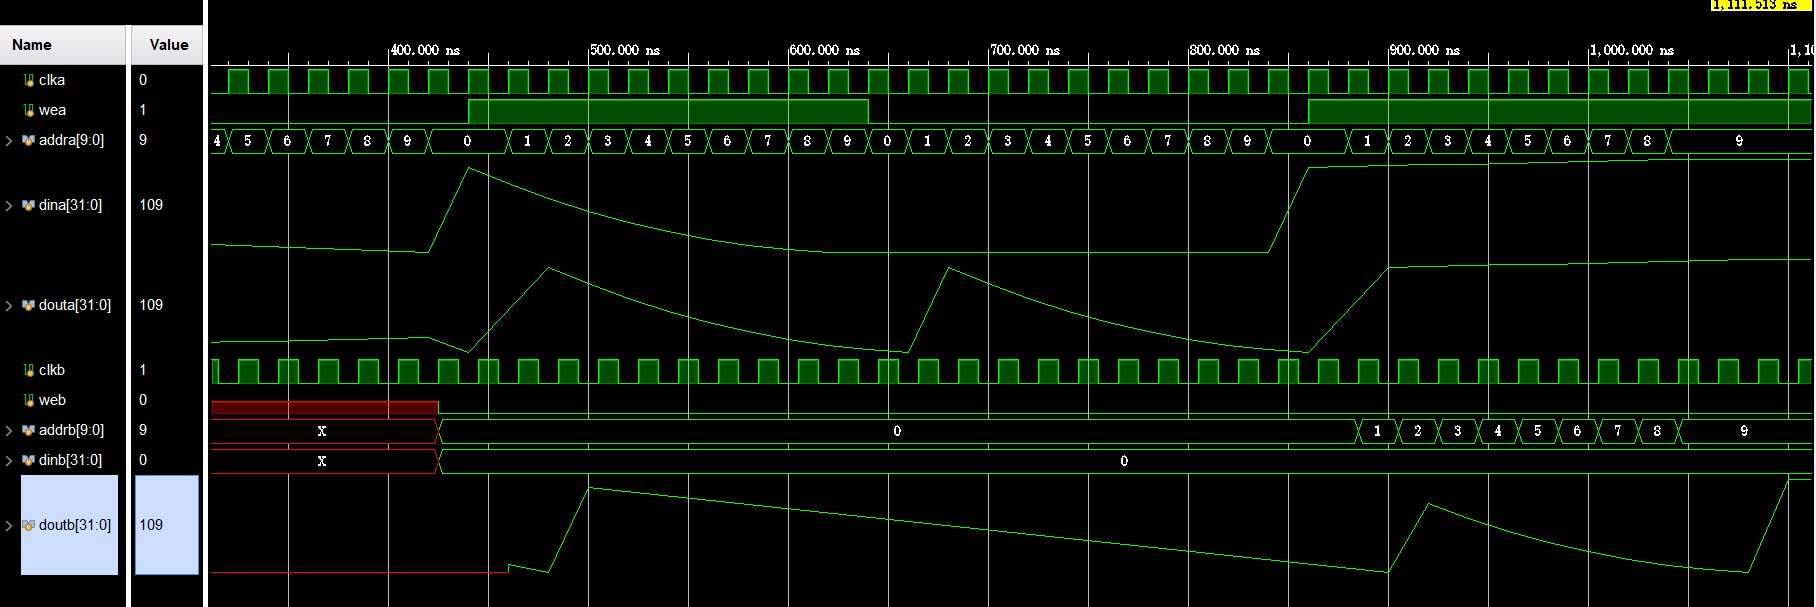 1,111.513 ns
Name Value
400.000 ns 500.000 ns 600.000 ns 700.000 ns 800.000 ns 900.000 ns 1,000.000 ns 1,10
clka 0
wea 1
addra[9:0] 9 4 5 6 7 8 9 0 1 2 3 4 5 6 7 8 9 0 1 2 3 4 5 6 7 8 9 0 1 2 3 4 5 6 7 8 9
dina[31:0] 109
douta[31:0] 109
clkb 1
web 0
addrb[9:0] 9 X 0 1 2 3 4 5 6 7 8 9
dinb[31:0] 0 X 0
doutb[31:0] 109